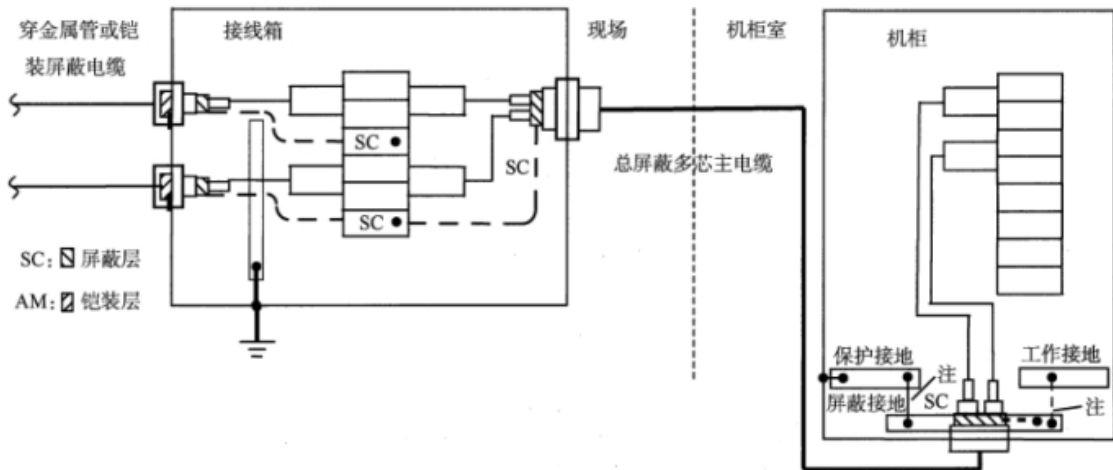 穿金属管或铠
装屏蔽电缆
接线箱
现场
机柜室
机柜
SC
SC
SC
总屏蔽多芯主电缆
SC: 屏蔽层
AM: 铠装层
保护接地
注
工作接地
屏蔽接地
SC
注